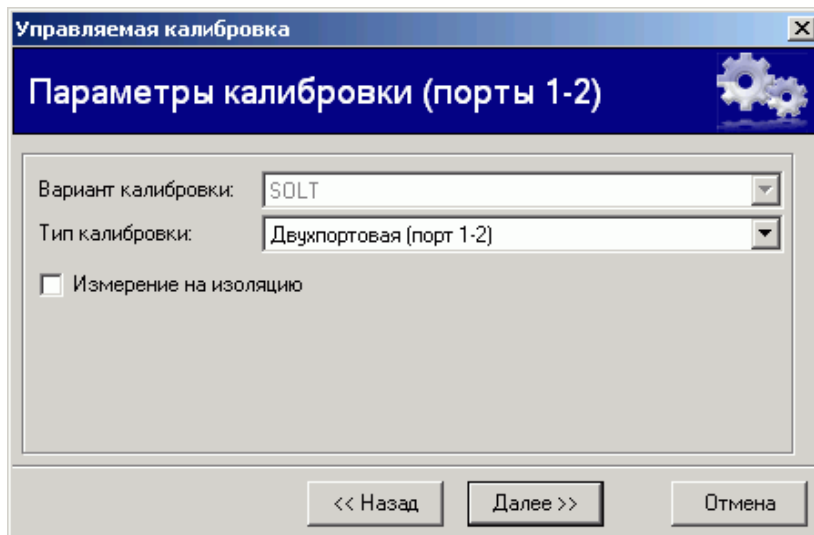 Управляемая калибровка
Параметры калибровки (порты 1-2)
Вариант калибровки: SOLT
Тип калибровки: Двухпортовая (порт 1-2)
Измерение на изоляцию
<< Назад Далее >> Отмена